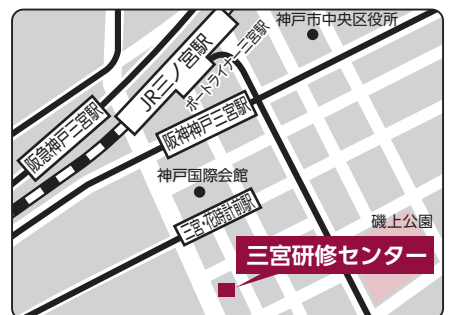 神戸市中央区役所
ポートライナー三宮駅
JR三ノ宮駅
阪急神戸三宮駅
阪神神戸三宮駅
神戸国際会館
三宮・花時計前駅
磯上公園
三宮研修センター